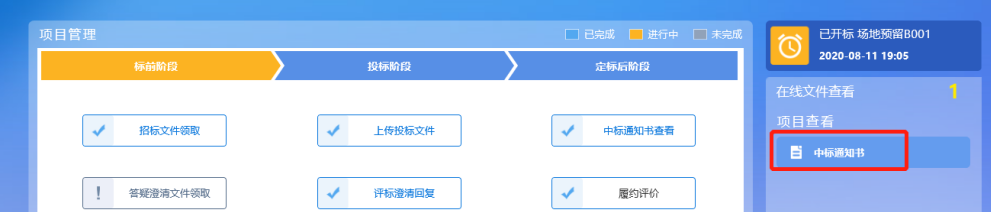 项目管理
已完成 进行中 未完成
标前阶段 投标阶段 定标后阶段
招标文件领取 上传投标文件 中标通知书查看
! 答疑澄清文件领取 评标澄清回复 履约评价
已开标 场地预留B001
2020-08-11 19:05
在线文件查看 1
项目查看
中标通知书